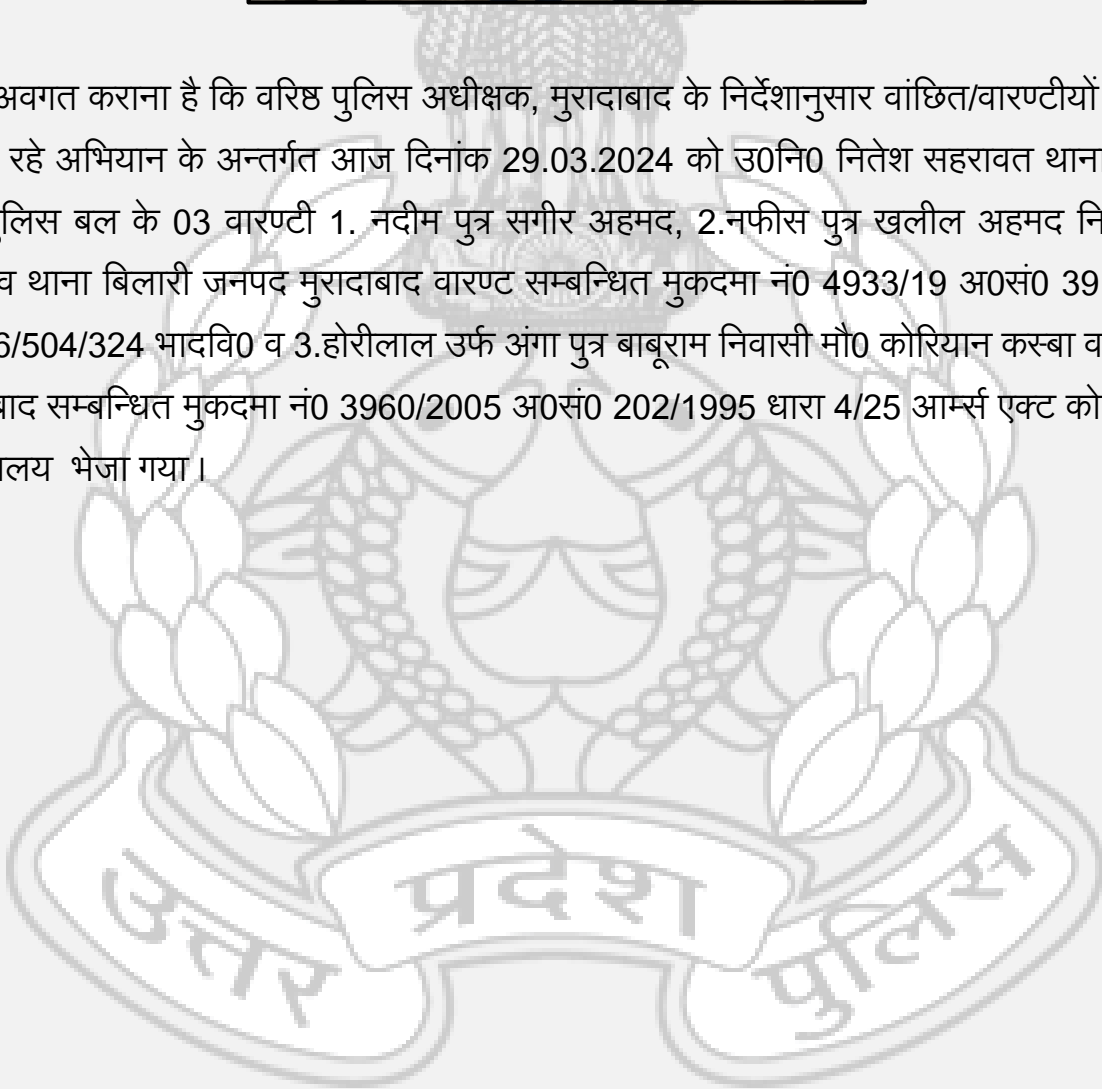 अवगत कराना है कि वरिष्ठ पुलिस अधीक्षक, मुरादाबाद के निर्देशानुसार वांछित/वारण्टीयों
रहे अभियान के अन्तर्गत आज दिनांक 29.03.2024 को उ0नि0 नितेश सहरावत थाना
पुलिस बल के 03 वारण्टी 1. नदीम पुत्र सगीर अहमद, 2.नफीस पुत्र खलील अहमद नि
व थाना बिलारी जनपद मुरादाबाद वारण्ट सम्बन्धित मुकदमा नं0 4933/19 अ0सं0 39
6/504/324 भादवि0 व 3.होरीलाल उर्फ अंगा पुत्र बाबूराम निवासी मौ0 कोरियान कस्बा व
बाद सम्बन्धित मुकदमा नं0 3960/2005 अ0सं0 202/1995 धारा 4/25 आर्म्स एक्ट को
लय भेजा गया।
उत्तर प्रदेश पुलिस